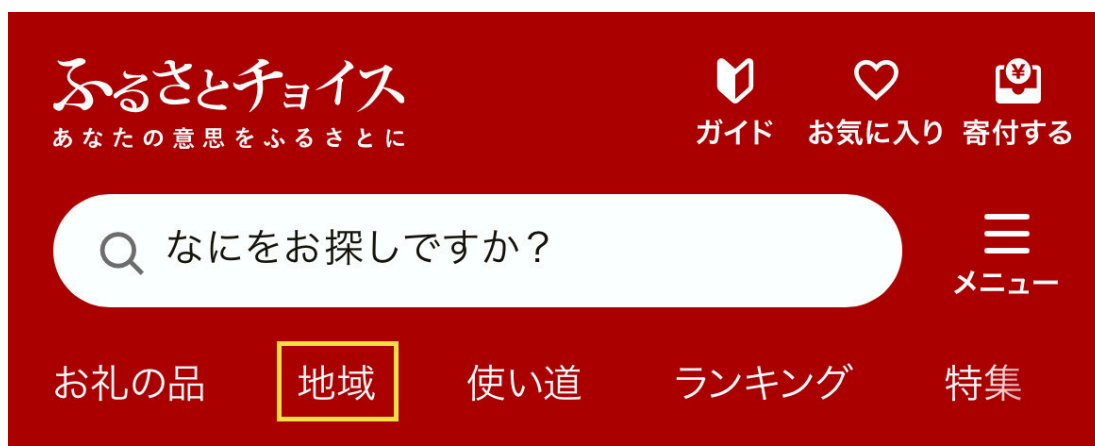 ふるさとチョイス
あなたの意思をふるさとに
ガイド お気に入り 寄付する
なにをお探しですか？
メニュー
お礼の品 地域 使い道 ランキング 特集